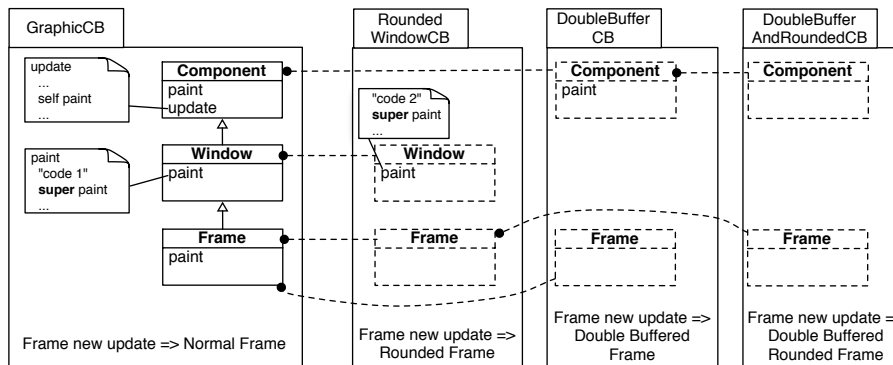 GraphicCB
update
...
self paint
...
Component
paint
update
paint
"code 1"
super paint
...
Window
paint
Frame
paint
Frame new update => Normal Frame
Rounded
WindowCB
"code 2"
super paint
...
Window
paint
Frame
Frame new update =>
Rounded Frame
DoubleBuffer
CB
Component
paint
Frame
Frame new update =>
Double Buffered
Frame
DoubleBuffer
AndRoundedCB
Component
Frame
Frame new update =
Double Buffered
Rounded Frame